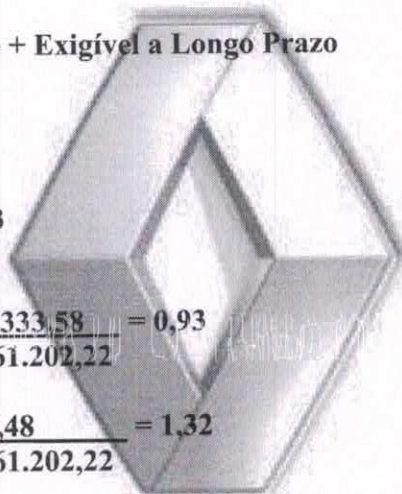 + Exigível a Longo Prazo
333,58 = 0,93
61.202,22
,48 = 1,32
61.202,22